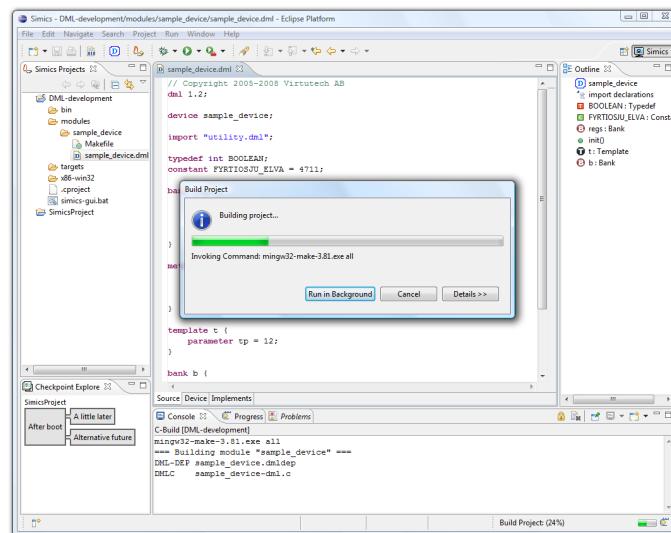 Simics - DML-development/modules/sample_device/sample_device.dml - Eclipse Platform
File Edit Navigate Search Project Run Window Help
Simics
Simics Projects
DML-development
bin
modules
sample_device
Makefile
sample_device.dml
targets
x86-win32
.cproject
simics-gui.bat
SimicsProject
sample_device.dml
// Copyright 2005-2008 Virtutech AB
dml 1.2;
device sample_device;
import "utility.dml";
typedef int BOOLEAN;
constant FYRTIOSJU_ELVA = 4711;
ban
}
met
}
template t {
parameter tp = 12;
}
bank b {
Source Device Implements
Build Project
Building project...
Invoking Command: mingw32-make-3.81.exe all
Run in Background Cancel Details >>
Outline
sample_device
import declarations
BOOLEAN : Typedef
FYRTIOSJU_ELVA : Consta
regs : Bank
init()
t : Template
b : Bank
Checkpoint Explore
SimicsProject
After boot
A little later
Alternative future
Console Progress Problems
C-Build [DML-development]
mingw32-make-3.81.exe all
=== Building module "sample_device" ===
DML-DEP sample_device.dmldep
DMLC sample_device-dml.c
Build Project: (24%)